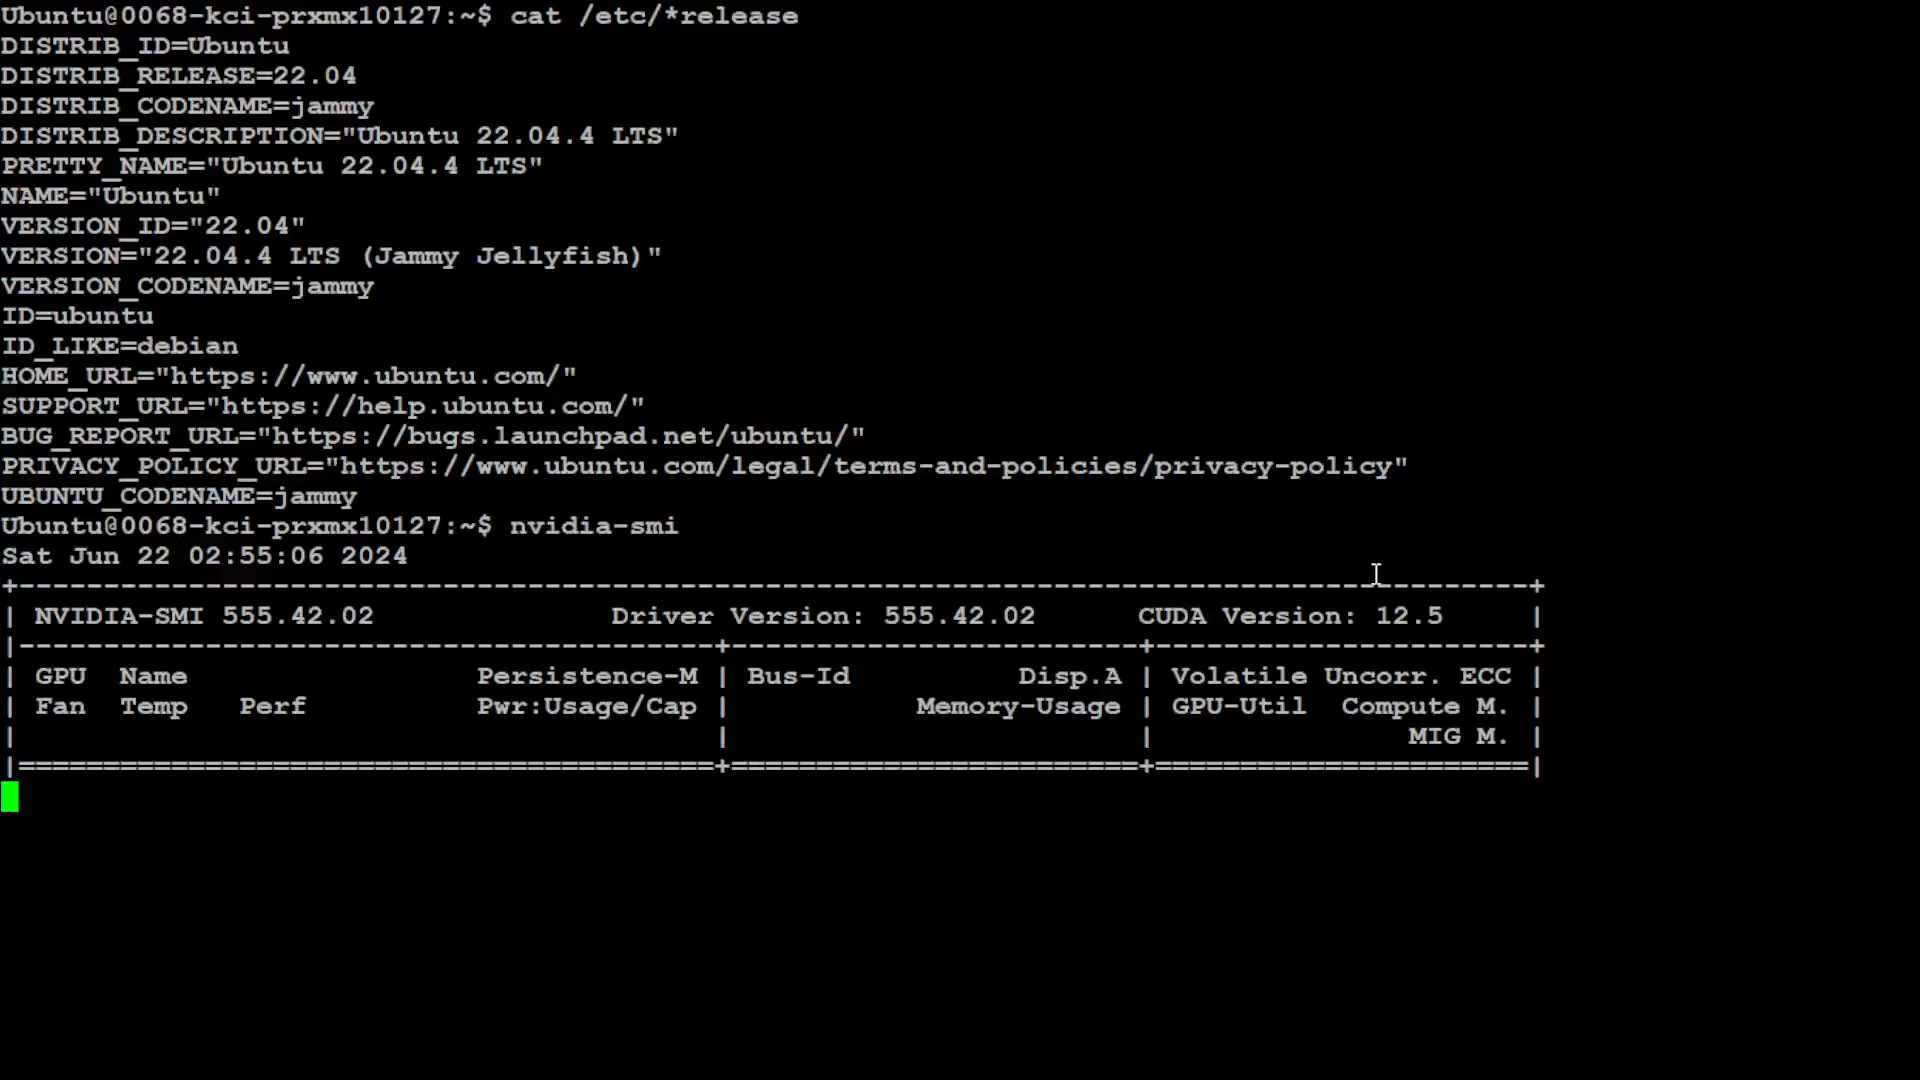 Ubuntu@0068-kci-prxmx10127:~$ cat /etc/*release
DISTRIB_ID=Ubuntu
DISTRIB_RELEASE=22.04
DISTRIB_CODENAME=jammy
DISTRIB_DESCRIPTION="Ubuntu 22.04.4 LTS"
PRETTY_NAME="Ubuntu 22.04.4 LTS"
NAME="Ubuntu"
VERSION_ID="22.04"
VERSION="22.04.4 LTS (Jammy Jellyfish)"
VERSION_CODENAME=jammy
ID=ubuntu
ID_LIKE=debian
HOME_URL="https://www.ubuntu.com/"
SUPPORT_URL="https://help.ubuntu.com/"
BUG_REPORT_URL="https://bugs.launchpad.net/ubuntu/"
PRIVACY_POLICY_URL="https://www.ubuntu.com/legal/terms-and-policies/privacy-policy"
UBUNTU_CODENAME=jammy
Ubuntu@0068-kci-prxmx10127:~$ nvidia-smi
Sat Jun 22 02:55:06 2024
+-----------------------------------------------------------------------------------------+
| NVIDIA-SMI 555.42.02              Driver Version: 555.42.02      CUDA Version: 12.5     |
|-----------------------------------------+------------------------+----------------------+
| GPU  Name                 Persistence-M | Bus-Id          Disp.A | Volatile Uncorr. ECC |
| Fan  Temp   Perf          Pwr:Usage/Cap |           Memory-Usage | GPU-Util  Compute M. |
|                                         |                        |               MIG M. |
|=========================================+========================+======================|